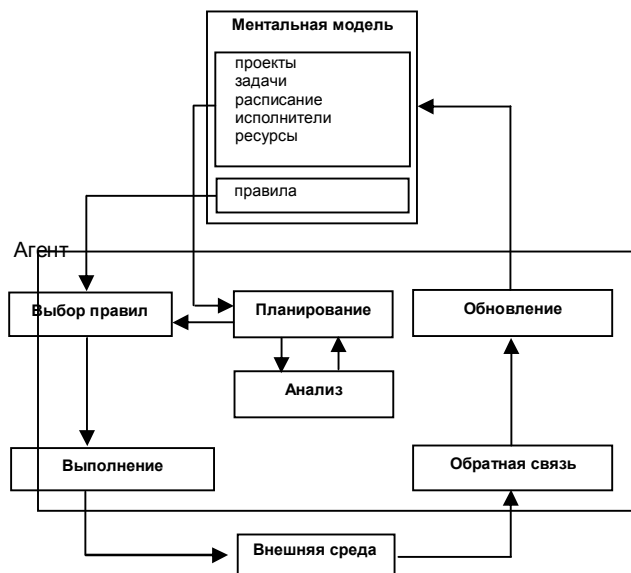 Ментальная модель
проекты
задачи
расписание
исполнители
ресурсы
правила
Агент
Выбор правил
Планирование
Обновление
Анализ
Выполнение
Обратная связь
Внешняя среда